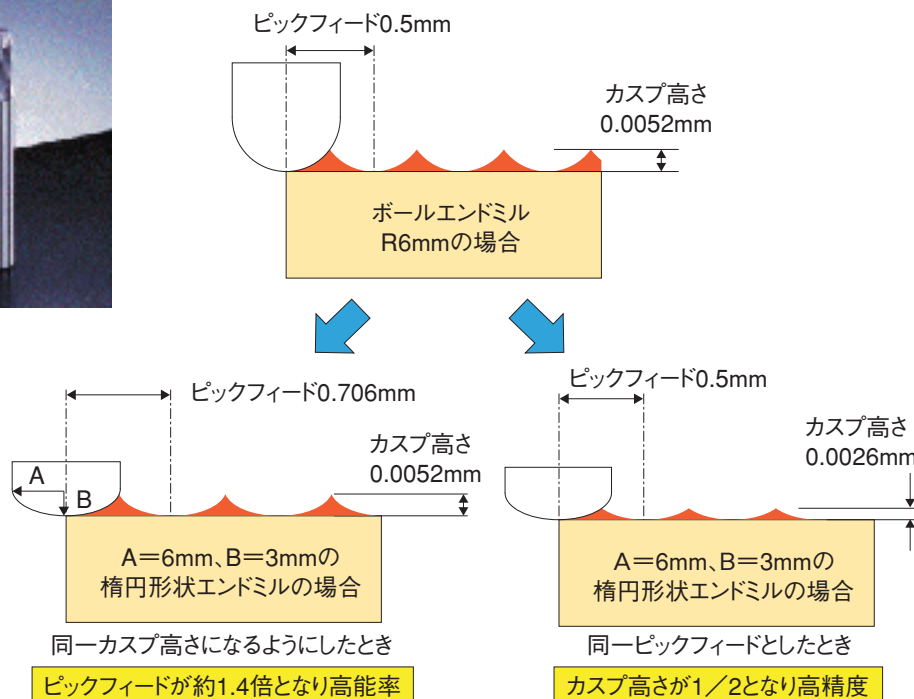 ピックフィード0.5mm
カスプ高さ
0.0052mm
ボールエンドミル
R6mmの場合
ピックフィード0.706mm
カスプ高さ
0.0052mm
A
B
A＝6mm、B＝3mmの
楕円形状エンドミルの場合
同一カスプ高さになるようにしたとき
ピックフィードが約1.4倍となり高能率
ピックフィード0.5mm
カスプ高さ
0.0026mm
A＝6mm、B＝3mmの
楕円形状エンドミルの場合
同一ピックフィードとしたとき
カスプ高さが1／2となり高精度